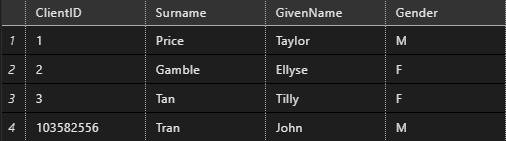 ClientID Surname GivenName Gender
1 1 Price Taylor M
2 2 Gamble Ellyse F
3 3 Tan Tilly F
4 103582556 Tran John M